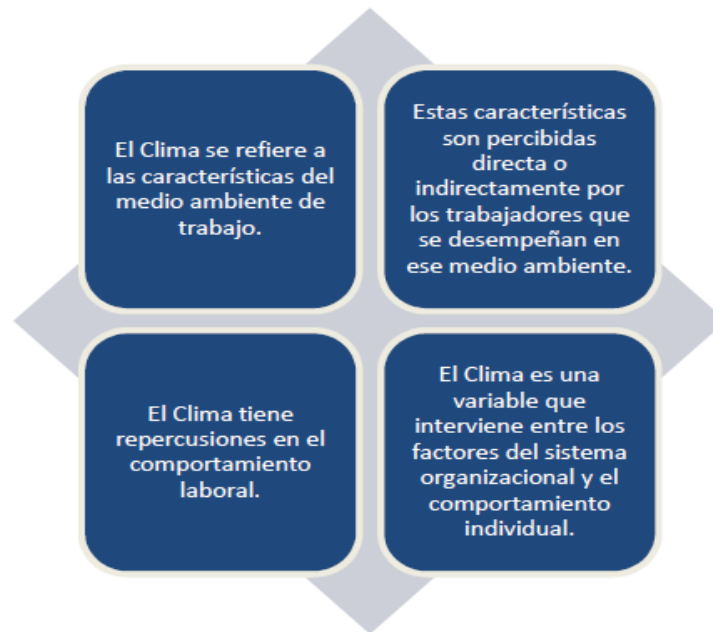 El Clima se refiere a
las características del
medio ambiente de
trabajo.
Estas características
son percibidas
directa o
indirectamente por
los trabajadores que
se desempeñan en
ese medio ambiente.
El Clima tiene
repercusiones en el
comportamiento
laboral.
El Clima es una
variable que
interviene entre los
factores del sistema
organizacional y el
comportamiento
individual.